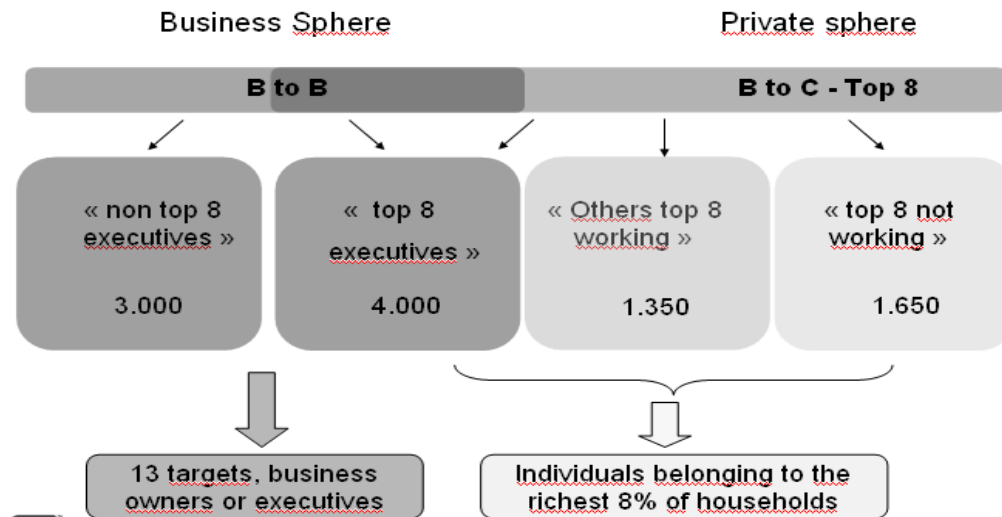 Business Sphere
Private sphere
B to B
B to C - Top 8
« non top 8
executives »
3.000
« top 8
executives »
4.000
« Others top 8
working »
1.350
« top 8 not
working »
1.650
13 targets, business
owners or executives
Individuals belonging to the
richest 8% of households